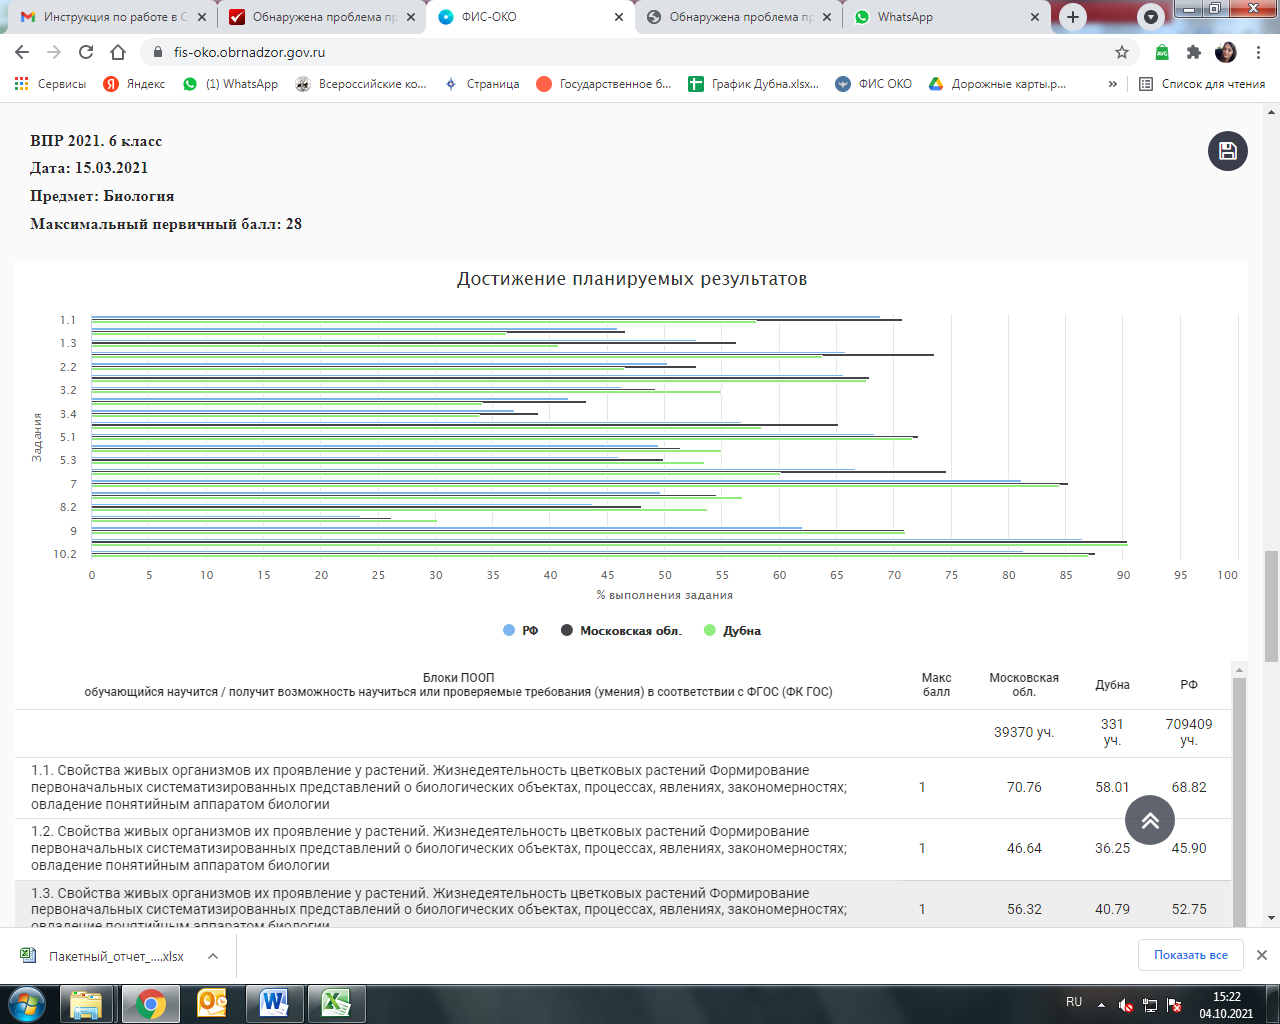 Инструкция по работе в С
Обнаружена проблема пр
ФИС-ОКО
Обнаружена проблема пр
WhatsApp
fis-oko.obrnadzor.gov.ru
AVG
Сервисы
Яндекс
(1) WhatsApp
Всероссийские ко...
Страница
Государственное б...
График Дубна.xlsx...
ФИС ОКО
Дорожные карты.р...
»
Список для чтения
ВПР 2021. 6 класс
Дата: 15.03.2021
Предмет: Биология
Максимальный первичный балл: 28
Достижение планируемых результатов
Задания
1.1
1.3
2.2
3.2
3.4
5.1
5.3
7
8.2
9
10.2
0 5 10 15 20 25 30 35 40 45 50 55 60 65 70 75 80 85 90 95 100
% выполнения задания
РФ Московская обл. Дубна
Блоки ПООП
обучающийся научится / получит возможность научиться или проверяемые требования (умения) в соответствии с ФГОС (ФК ГОС)
Макс балл
Московская обл.
Дубна
РФ
39370 уч.
331 уч.
709409 уч.
1.1. Свойства живых организмов их проявление у растений. Жизнедеятельность цветковых растений Формирование
первоначальных систематизированных представлений о биологических объектах, процессах, явлениях, закономерностях;
овладение понятийным аппаратом биологии
1 70.76 58.01 68.82
1.2. Свойства живых организмов их проявление у растений. Жизнедеятельность цветковых растений Формирование
первоначальных систематизированных представлений о биологических объектах, процессах, явлениях, закономерностях;
овладение понятийным аппаратом биологии
1 46.64 36.25 45.90
1.3. Свойства живых организмов их проявление у растений. Жизнедеятельность цветковых растений Формирование
первоначальных систематизированных представлений о биологических объектах, процессах, явлениях, закономерностях;
овладение понятийным аппаратом биологии
1 56.32 40.79 52.75
Пакетный_отчет_....xlsx
Показать все
RU
15:22
04.10.2021